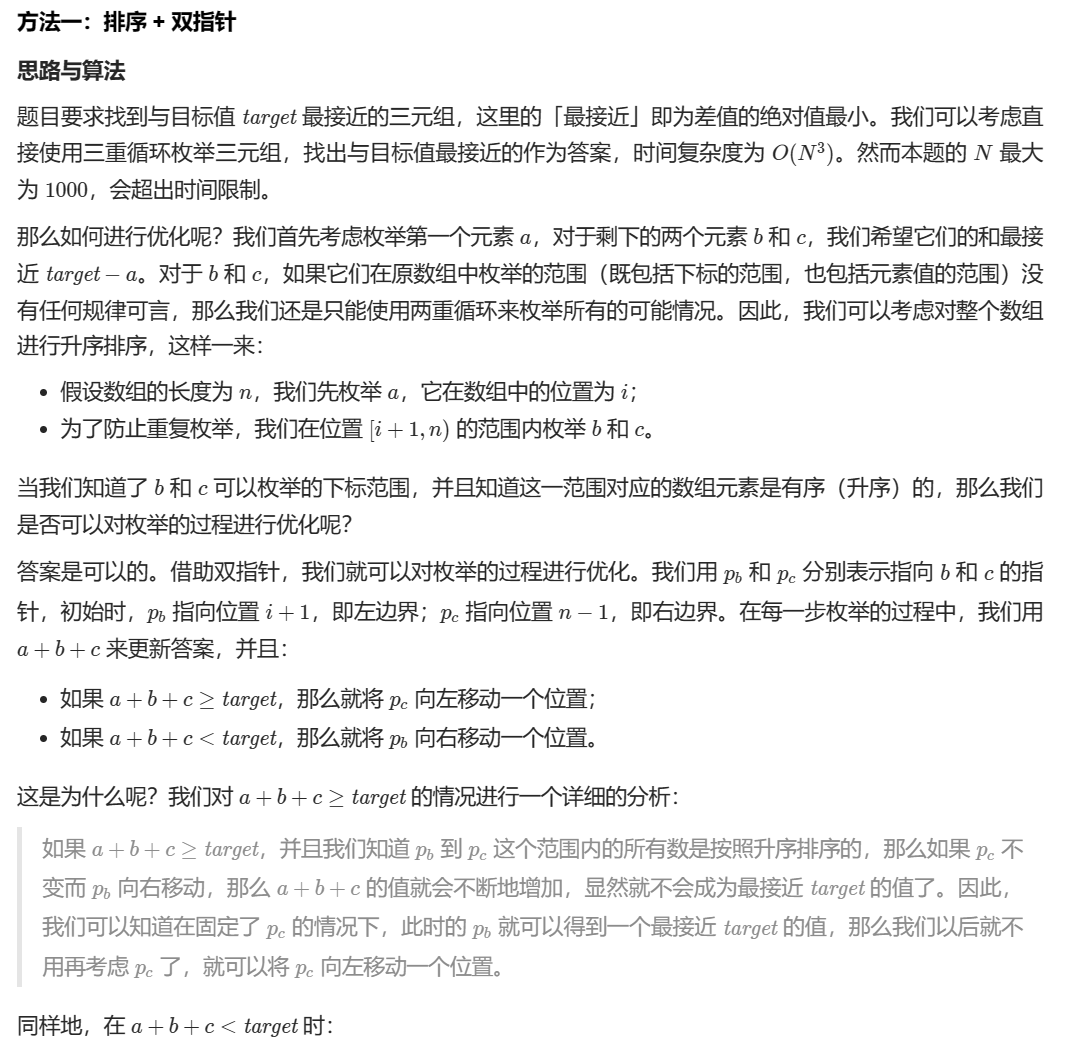 方法一：排序 + 双指针
思路与算法
题目要求找到与目标值 target 最接近的三元组，这里的「最接近」即为差值的绝对值最小。我们可以考虑直
接使用三重循环枚举三元组，找出与目标值最接近的作为答案，时间复杂度为 O(N³)。然而本题的 N 最大
为 1000，会超出时间限制。
那么如何进行优化呢？我们首先考虑枚举第一个元素 a，对于剩下的两个元素 b 和 c，我们希望它们的和最接
近 target − a。对于 b 和 c，如果它们在原数组中枚举的范围（既包括下标的范围，也包括元素值的范围）没
有任何规律可言，那么我们还是只能使用两重循环来枚举所有的可能情况。因此，我们可以考虑对整个数组
进行升序排序，这样一来：
• 假设数组的长度为 n，我们先枚举 a，它在数组中的位置为 i；
• 为了防止重复枚举，我们在位置 [i + 1, n) 的范围内枚举 b 和 c。
当我们知道了 b 和 c 可以枚举的下标范围，并且知道这一范围对应的数组元素是有序（升序）的，那么我们
是否可以对枚举的过程进行优化呢？
答案是可以的。借助双指针，我们就可以对枚举的过程进行优化。我们用 p_b 和 p_c 分别表示指向 b 和 c 的指
针，初始时，p_b 指向位置 i + 1，即左边界；p_c 指向位置 n − 1，即右边界。在每一步枚举的过程中，我们用
a + b + c 来更新答案，并且：
• 如果 a + b + c ≥ target，那么就将 p_c 向左移动一个位置；
• 如果 a + b + c < target，那么就将 p_b 向右移动一个位置。
这是为什么呢？我们对 a + b + c ≥ target 的情况进行一个详细的分析：
如果 a + b + c ≥ target，并且我们知道 p_b 到 p_c 这个范围内的所有数是按照升序排序的，那么如果 p_c 不
变而 p_b 向右移动，那么 a + b + c 的值就会不断地增加，显然就不会成为最接近 target 的值了。因此，
我们可以知道在固定了 p_c 的情况下，此时的 p_b 就可以得到一个最接近 target 的值，那么我们以后就不
用再考虑 p_c 了，就可以将 p_c 向左移动一个位置。
同样地，在 a + b + c < target 时：